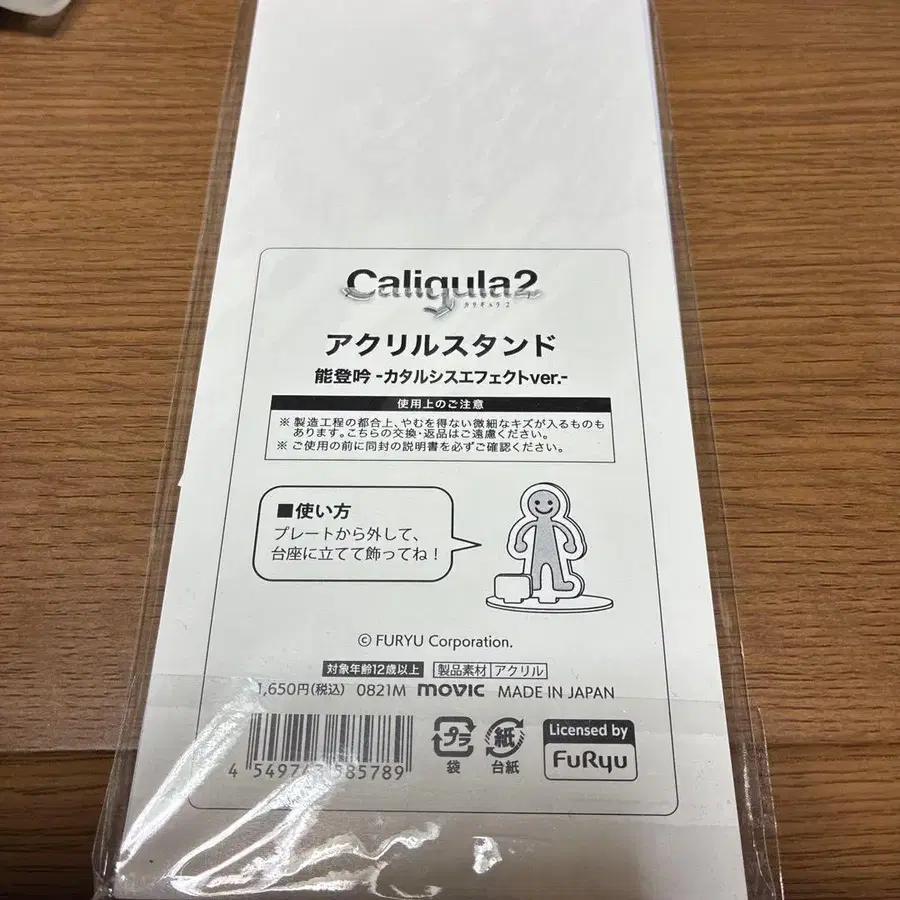 Caligula2
カリギュラ2
アクリルスタンド
能登吟 -カタルシスエフェクトver.-
使用上のご注意
※ 製造工程の都合上、やむを得ない微細なキズが入るものも
あります。こちらの交換・返品はご遠慮ください。
※ ご使用の前に同封の説明書を必ずご確認ください。
■使い方
プレートから外して、
台座に立てて飾ってね！
© FURYU Corporation.
対象年齢12歳以上 製品素材 アクリル
1,650円(税込) 0821M movic MADE IN JAPAN
プラ 紙 Licensed by
袋 台紙 FuRyu
4 5497 85789